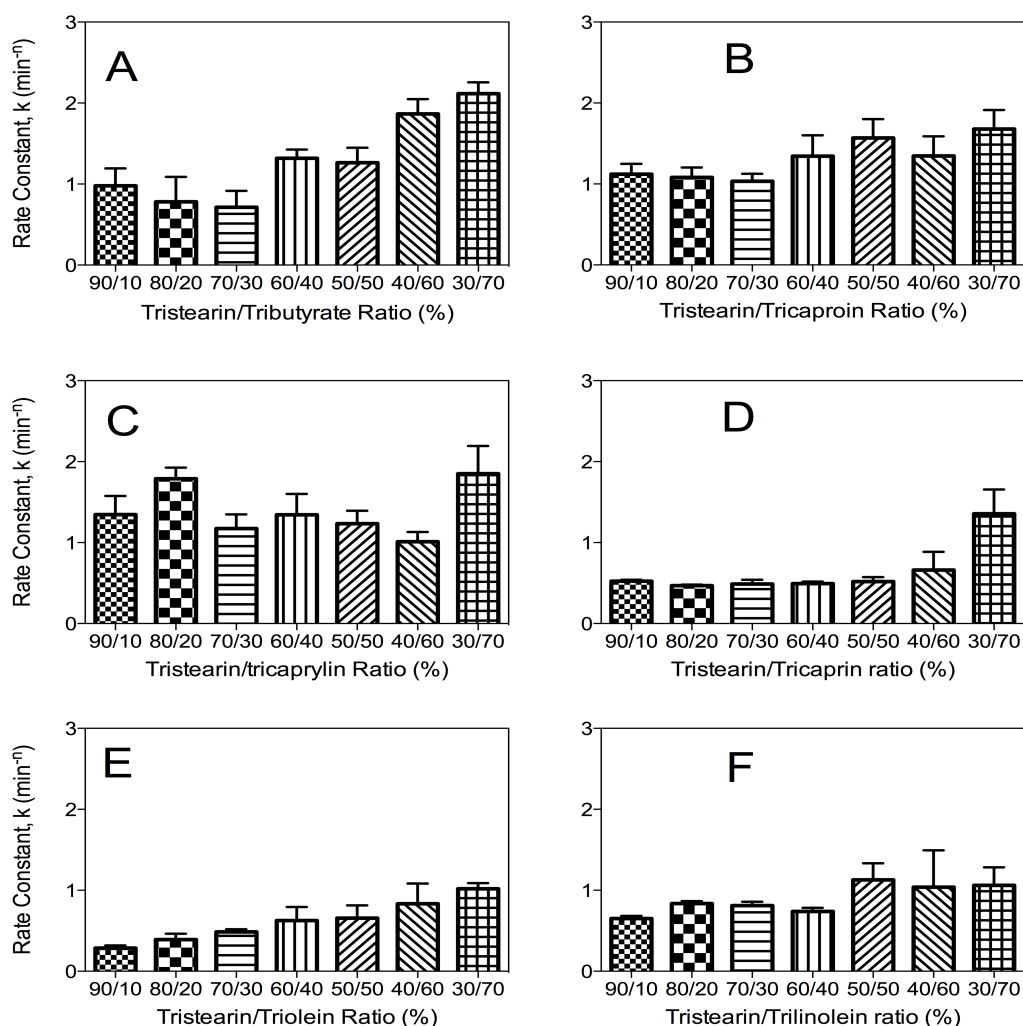 A
Rate Constant, k (min⁻ⁿ)
3
2
1
0
90/10 80/20 70/30 60/40 50/50 40/60 30/70
Tristearin/Tributyrate Ratio (%)
B
3
2
1
0
90/10 80/20 70/30 60/40 50/50 40/60 30/70
Tristearin/Tricaproin Ratio (%)
C
Rate Constant, k (min⁻ⁿ)
3
2
1
0
90/10 80/20 70/30 60/40 50/50 40/60 30/70
Tristearin/tricaprylin Ratio (%)
D
3
2
1
0
90/10 80/20 70/30 60/40 50/50 40/60 30/70
Tristearin/Tricaprin ratio (%)
E
Rate Constant, k (min⁻ⁿ)
3
2
1
0
90/10 80/20 70/30 60/40 50/50 40/60 30/70
Tristearin/Triolein Ratio (%)
F
3
2
1
0
90/10 80/20 70/30 60/40 50/50 40/60 30/70
Tristearin/Trilinolein ratio (%)